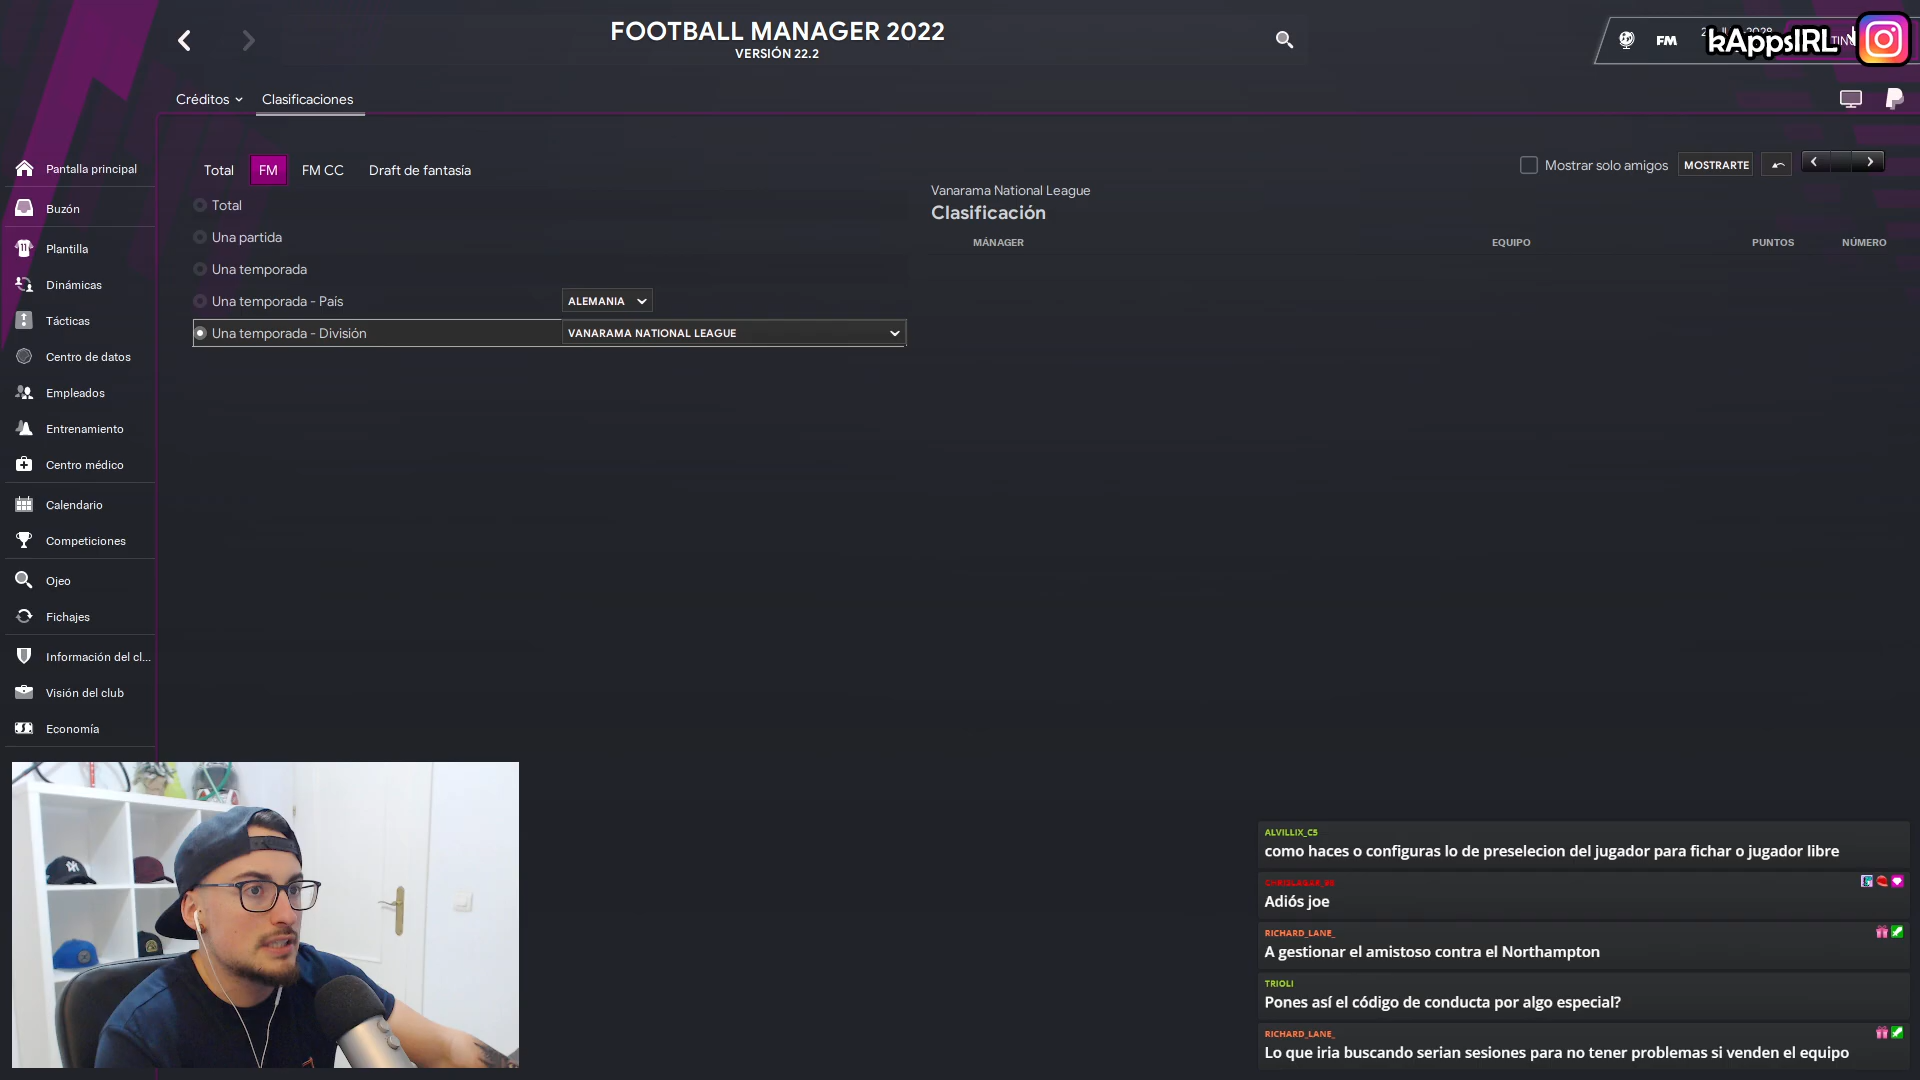 FOOTBALL MANAGER 2022
VERSIÓN 22.2
FM
kAppsIRL
Créditos
Clasificaciones
Pantalla principal
Buzón
Plantilla
Dinámicas
Tácticas
Centro de datos
Empleados
Entrenamiento
Centro médico
Calendario
Competiciones
Ojeo
Fichajes
Información del cl...
Visión del club
Economía
Total FM FM CC Draft de fantasía
Total
Una partida
Una temporada
Una temporada - País ALEMANIA
Una temporada - División VANARAMA NATIONAL LEAGUE
Mostrar solo amigos MOSTRARTE
Vanarama National League
Clasificación
MÁNAGER EQUIPO PUNTOS NÚMERO
ALVILLIX_C5
como haces o configuras lo de preselecion del jugador para fichar o jugador libre
Adiós joe
RICHARD_LANE_
A gestionar el amistoso contra el Northampton
TRIOLI
Pones así el código de conducta por algo especial?
RICHARD_LANE_
Lo que iria buscando serian sesiones para no tener problemas si venden el equipo